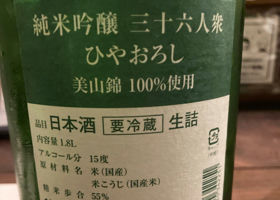 純米吟醸 三十六人衆
ひやおろし
美山錦 100%使用
品目 日本酒 要冷蔵 生詰
内容量 1.8L
アルコール分 15度
原材料名 米(国産)
米こうじ(国産米)
精米歩合 55%